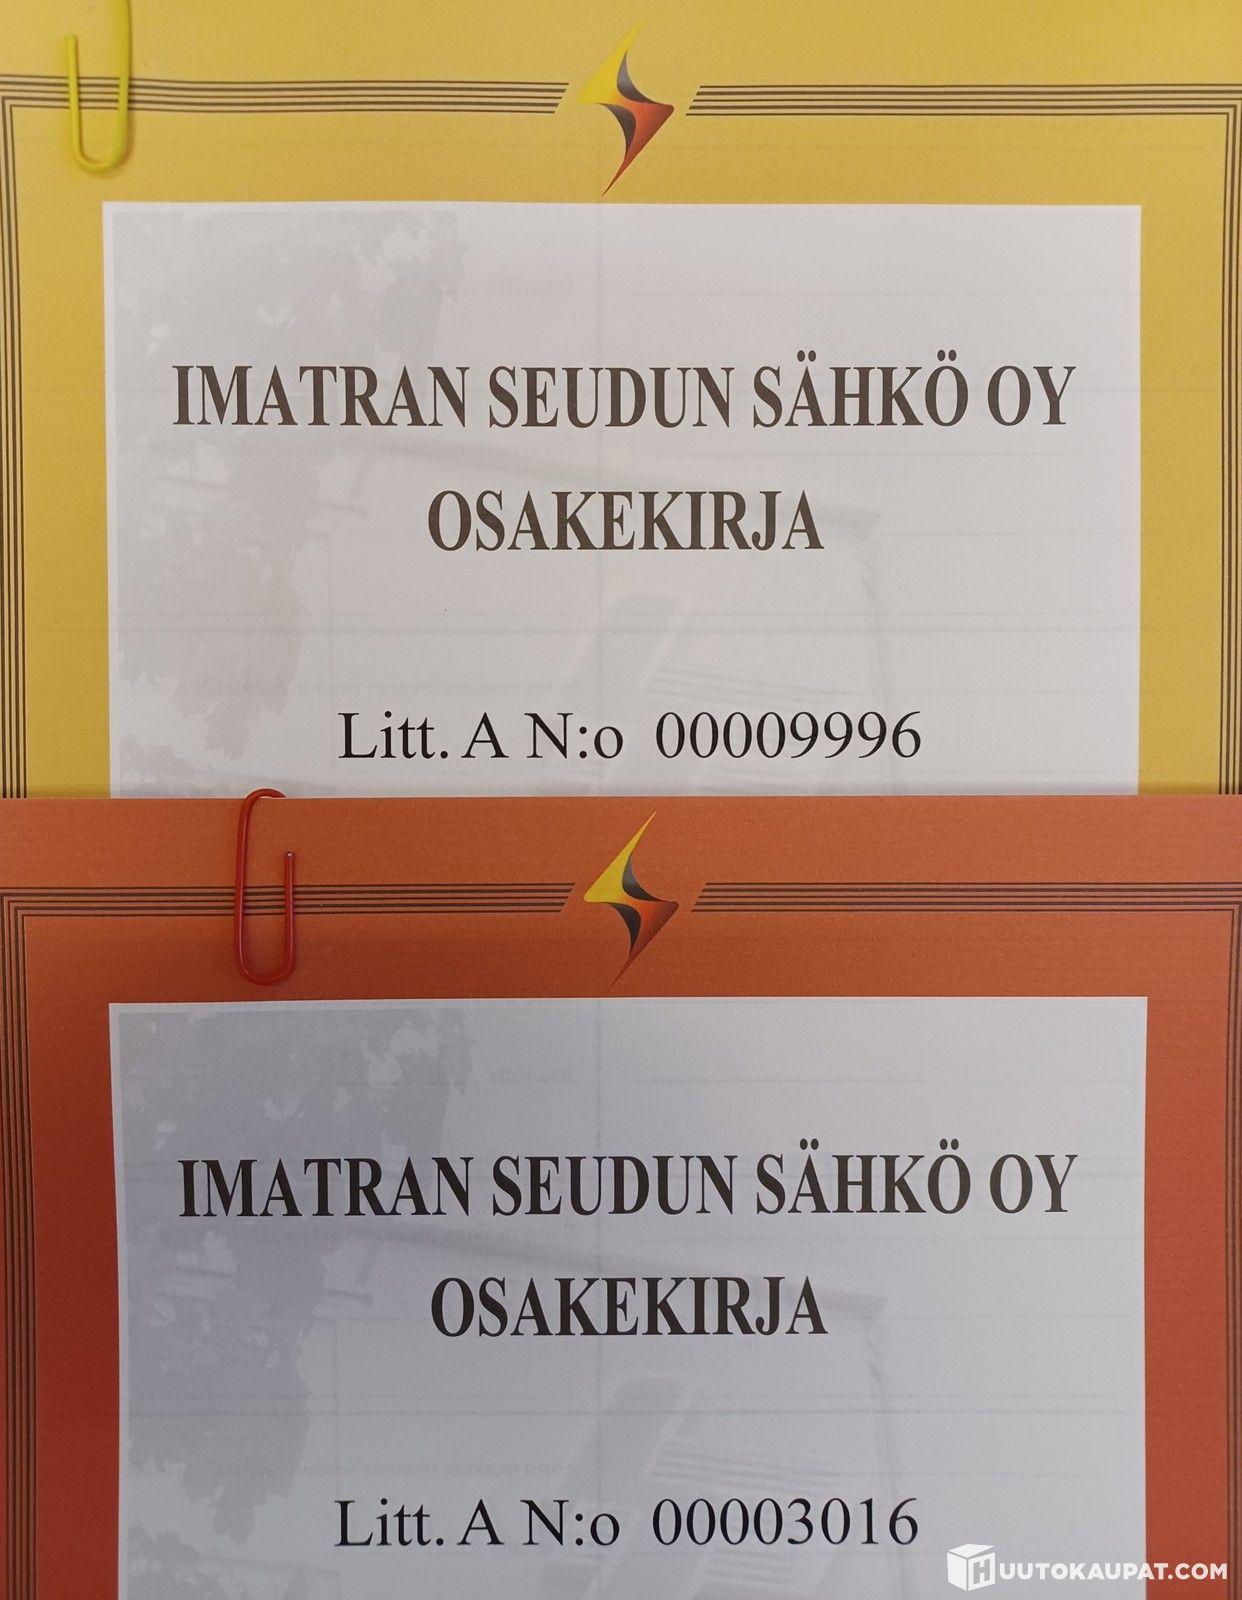 IMATRAN SEUDUN SÄHKÖ OY
OSAKEKIRJA
Litt. A N:o 00009996
IMATRAN SEUDUN SÄHKÖ OY
OSAKEKIRJA
Litt. A N:o 00003016
HUUTOKAUPAT.COM